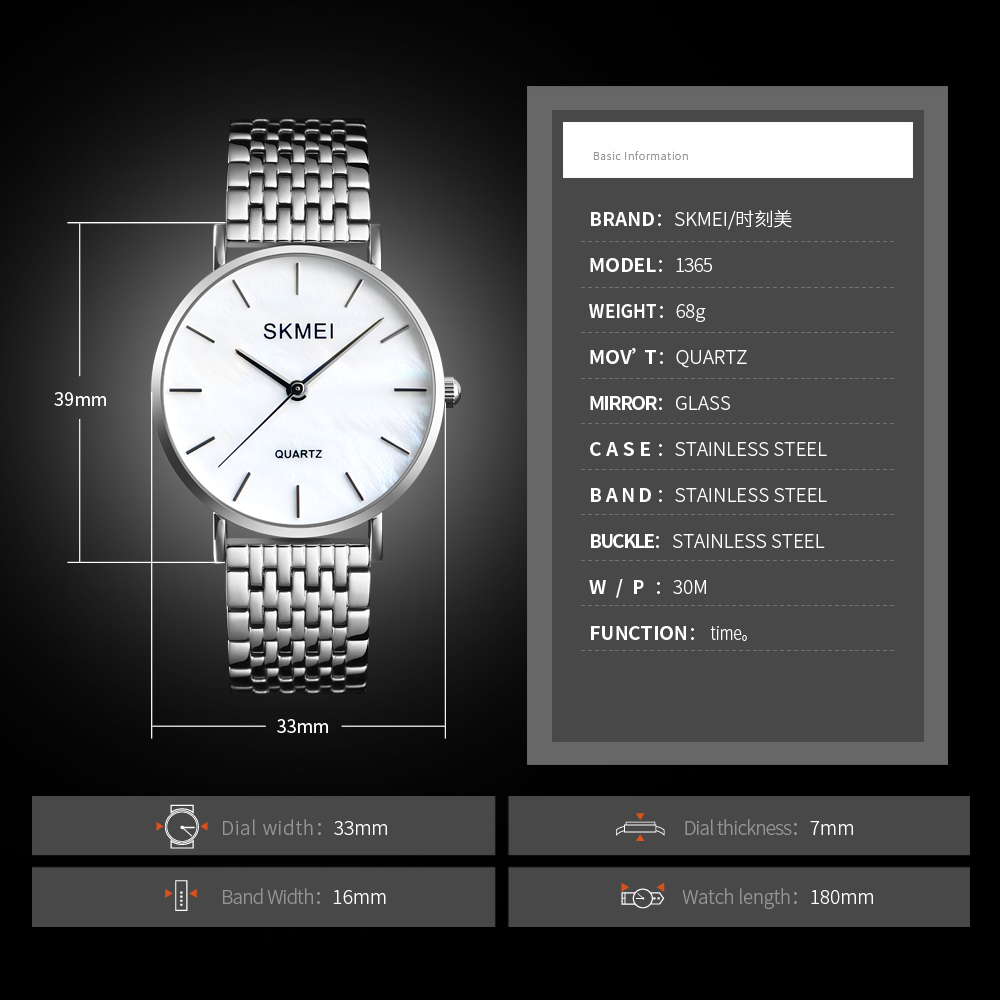 SKMEI
QUARTZ
39mm
33mm
Basic Information
BRAND: SKMEI/时刻美
MODEL: 1365
WEIGHT: 68g
MOV’T: QUARTZ
MIRROR: GLASS
CASE: STAINLESS STEEL
BAND: STAINLESS STEEL
BUCKLE: STAINLESS STEEL
W/P: 30M
FUNCTION: time。
Dial width: 33mm
Dial thickness: 7mm
Band Width: 16mm
Watch length: 180mm